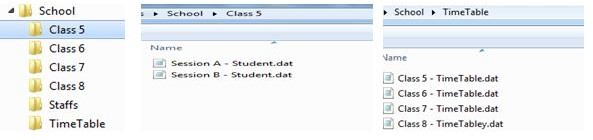 School
Class 5
Class 6
Class 7
Class 8
Staffs
TimeTable
School ▸ Class 5
Name
Session A - Student.dat
Session B - Student.dat
School ▸ TimeTable
Name
Class 5 - TimeTable.dat
Class 6 - TimeTable.dat
Class 7 - TimeTable.dat
Class 8 - TimeTabley.dat